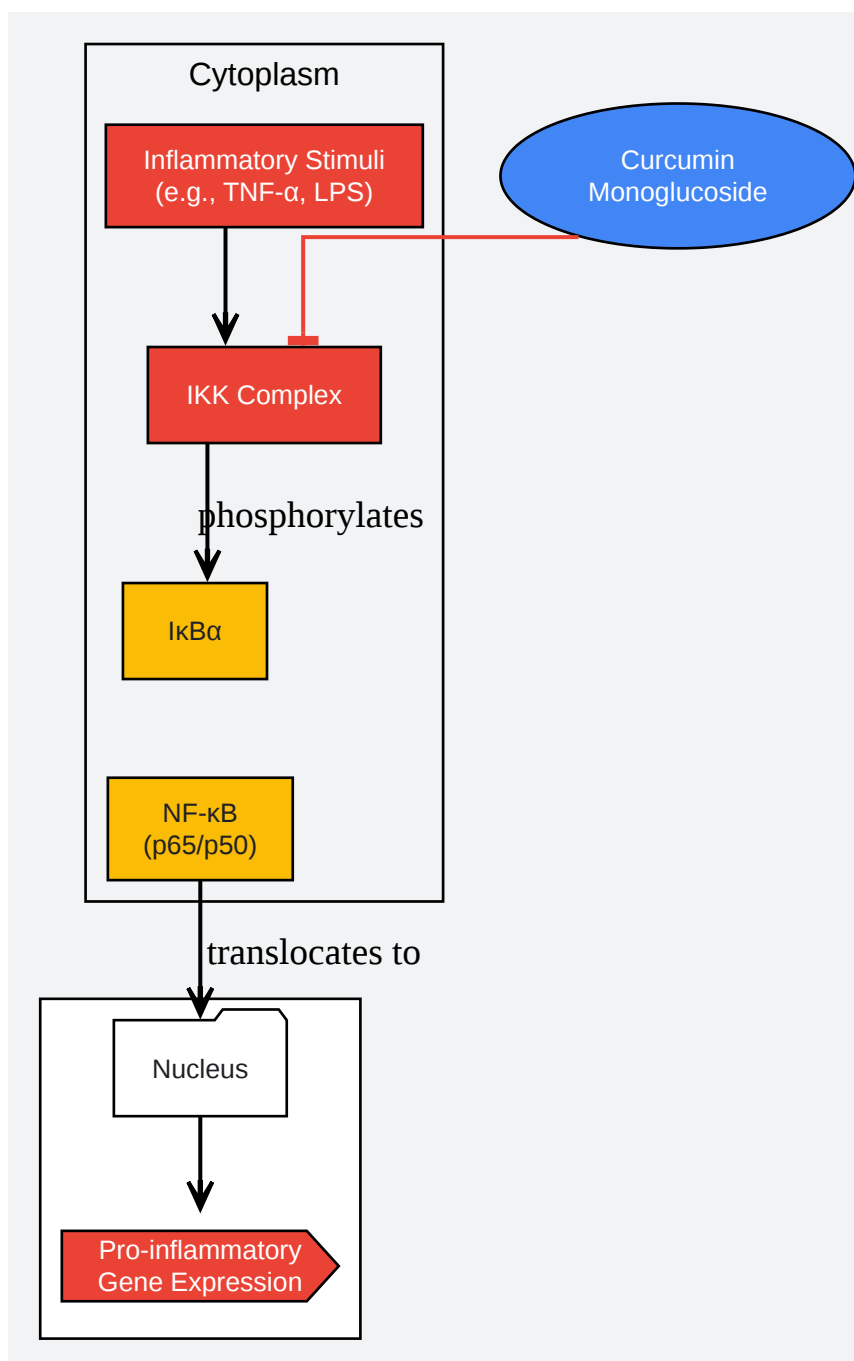 Cytoplasm
Inflammatory Stimuli
(e.g., TNF-α, LPS)
Curcumin
Monoglucoside
IKK Complex
phosphorylates
IκBα
NF-κB
(p65/p50)
translocates to
Nucleus
Pro-inflammatory
Gene Expression